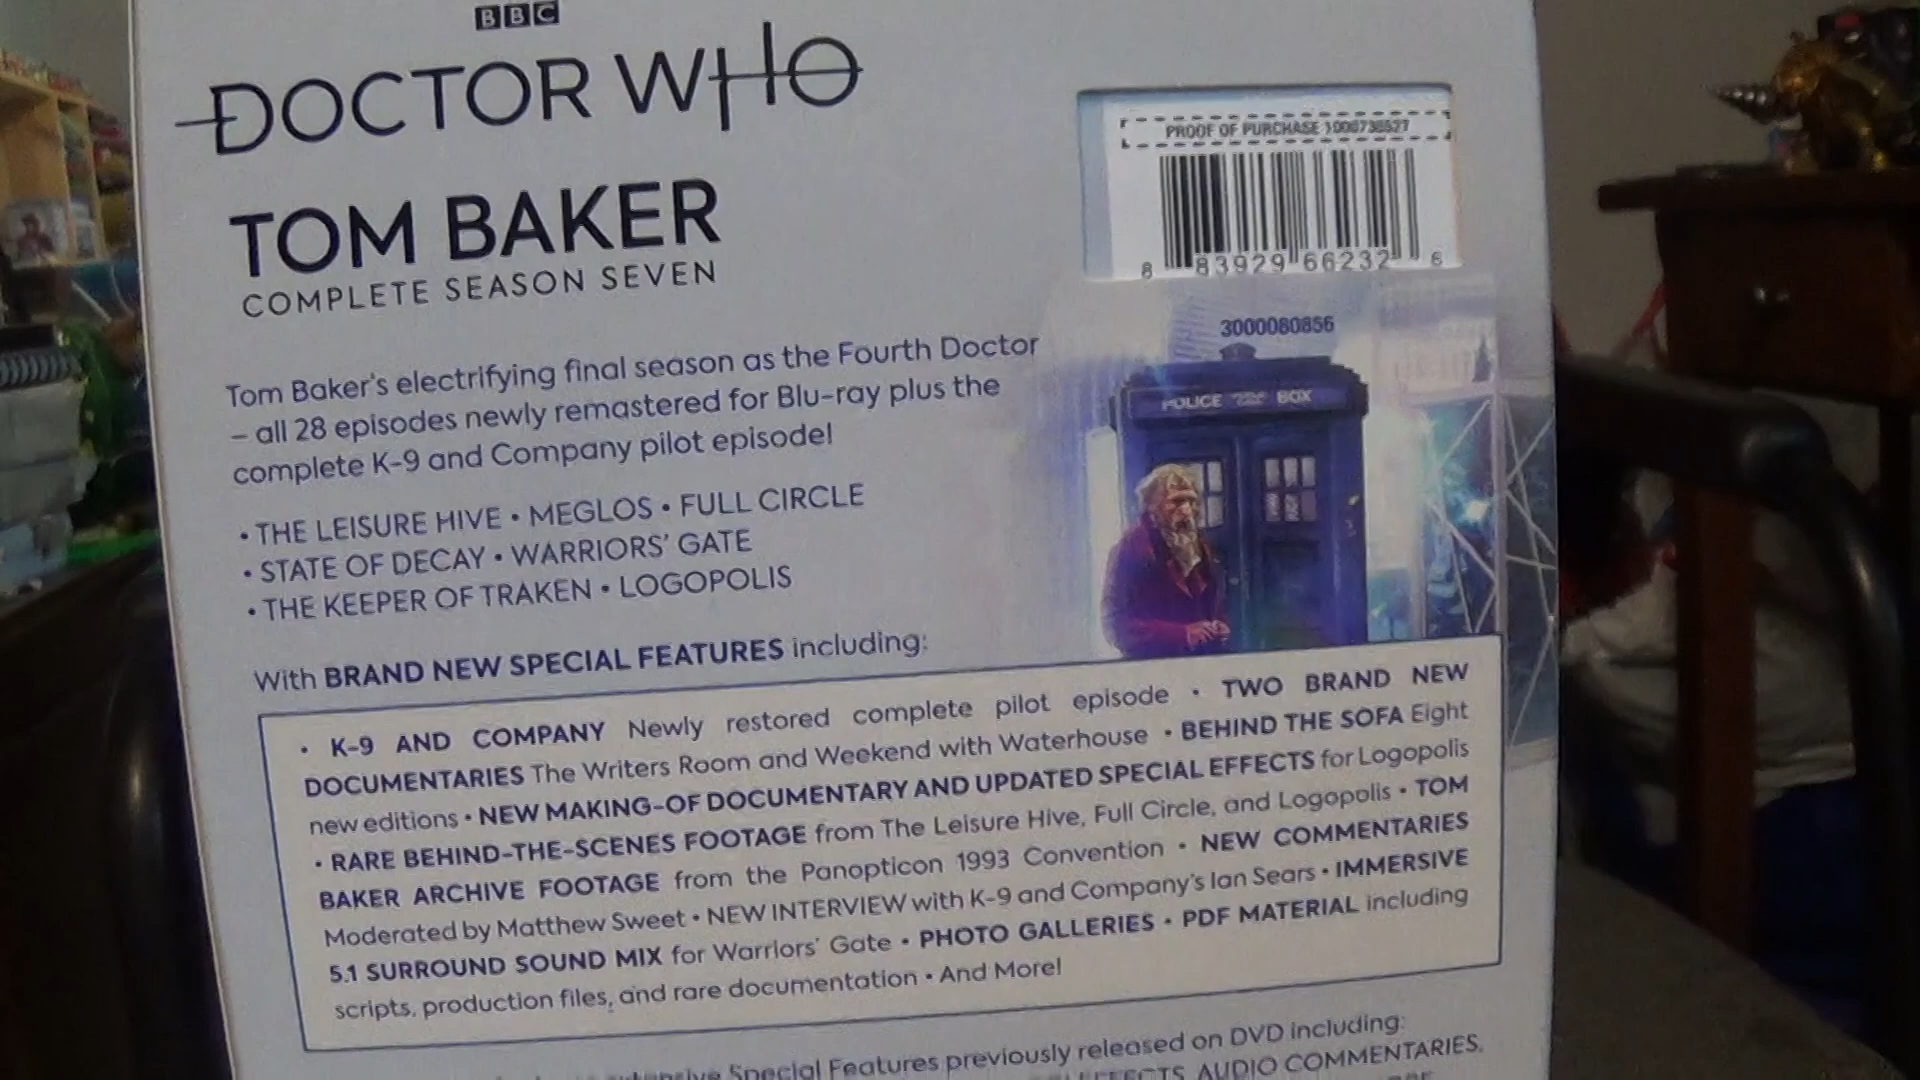 BBC
DOCTOR WHO
TOM BAKER
COMPLETE SEASON SEVEN
PROOF OF PURCHASE
8 83929 66232 6
3000080856
POLICE BOX
Tom Baker's electrifying final season as the Fourth Doctor
– all 28 episodes newly remastered for Blu-ray plus the
complete K-9 and Company pilot episode!
• THE LEISURE HIVE • MEGLOS • FULL CIRCLE
• STATE OF DECAY • WARRIORS' GATE
• THE KEEPER OF TRAKEN • LOGOPOLIS
With BRAND NEW SPECIAL FEATURES including:
• K-9 AND COMPANY Newly restored complete pilot episode • TWO BRAND NEW
DOCUMENTARIES The Writers Room and Weekend with Waterhouse • BEHIND THE SOFA Eight
new editions • NEW MAKING-OF DOCUMENTARY AND UPDATED SPECIAL EFFECTS for Logopolis
• RARE BEHIND-THE-SCENES FOOTAGE from The Leisure Hive, Full Circle, and Logopolis • TOM
BAKER ARCHIVE FOOTAGE from the Panopticon 1993 Convention • NEW COMMENTARIES
Moderated by Matthew Sweet • NEW INTERVIEW with K-9 and Company's Ian Sears • IMMERSIVE
5.1 SURROUND SOUND MIX for Warriors' Gate • PHOTO GALLERIES • PDF MATERIAL including
scripts, production files, and rare documentation • And More!
Special Features previously released on DVD including:
AUDIO COMMENTARIES,